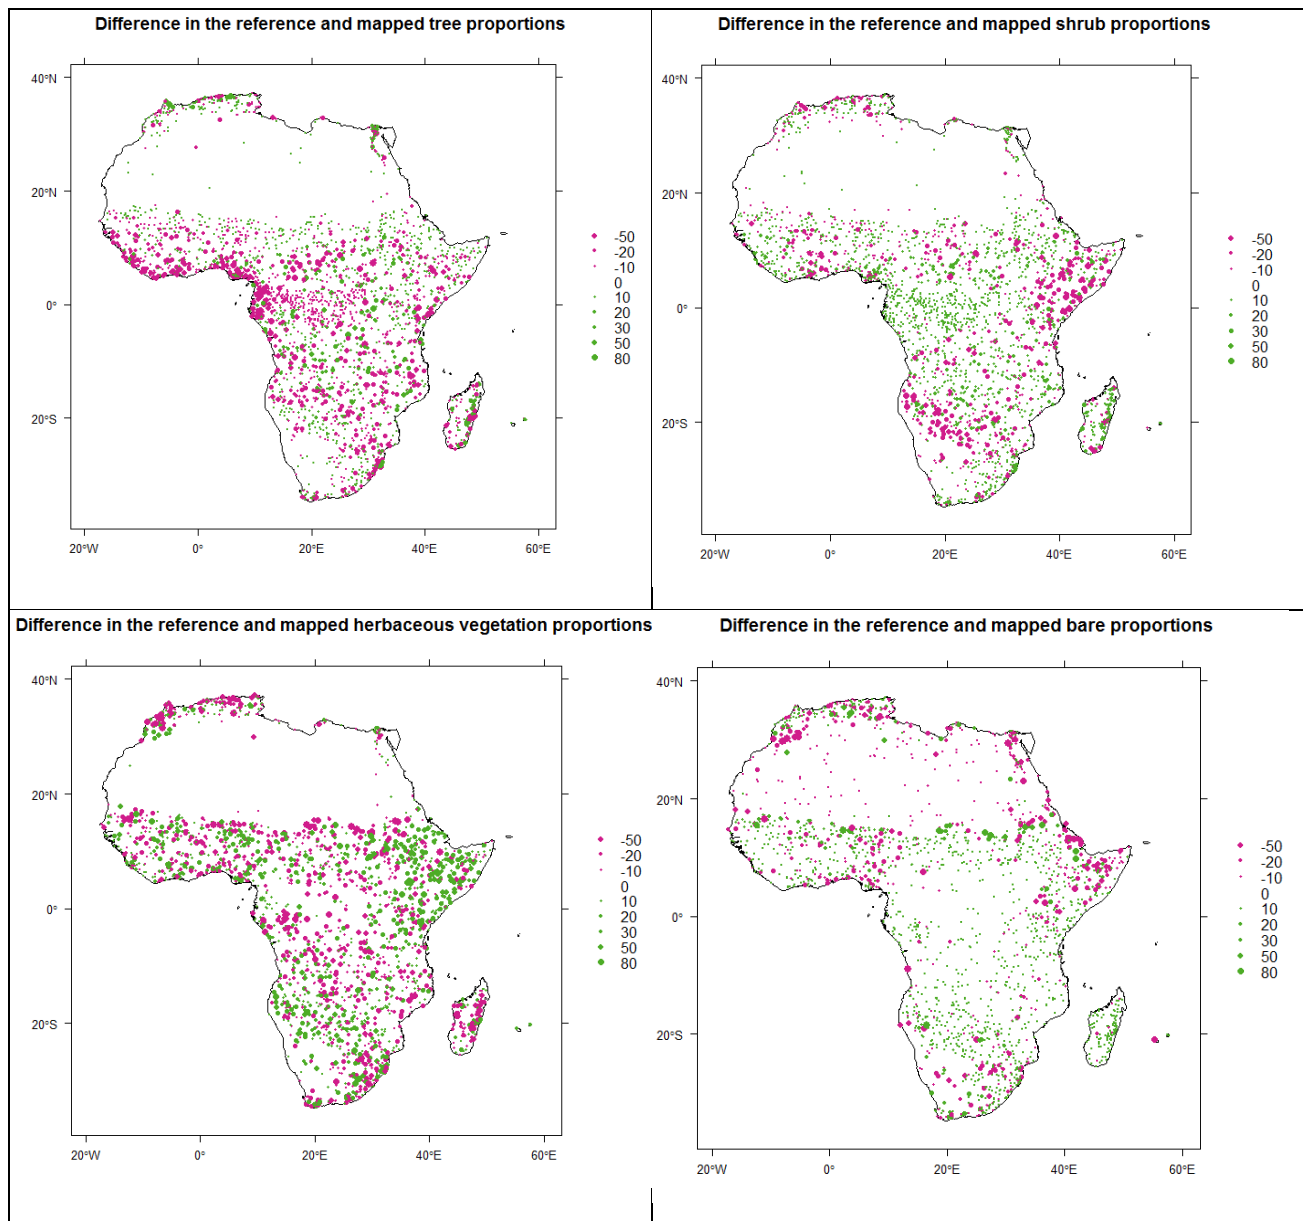 Difference in the reference and mapped tree proportions
40°N
20°N
0°
20°S
20°W
0°
20°E
40°E
60°E
-50
-20
-10
0
10
20
30
50
80
Difference in the reference and mapped shrub proportions
40°N
20°N
0°
20°S
20°W
0°
20°E
40°E
60°E
-50
-20
-10
0
10
20
30
50
80
Difference in the reference and mapped herbaceous vegetation proportions
40°N
20°N
0°
20°S
20°W
0°
20°E
40°E
60°E
-50
-20
-10
0
10
20
30
50
80
Difference in the reference and mapped bare proportions
40°N
20°N
0°
20°S
20°W
0°
20°E
40°E
60°E
-50
-20
-10
0
10
20
30
50
80